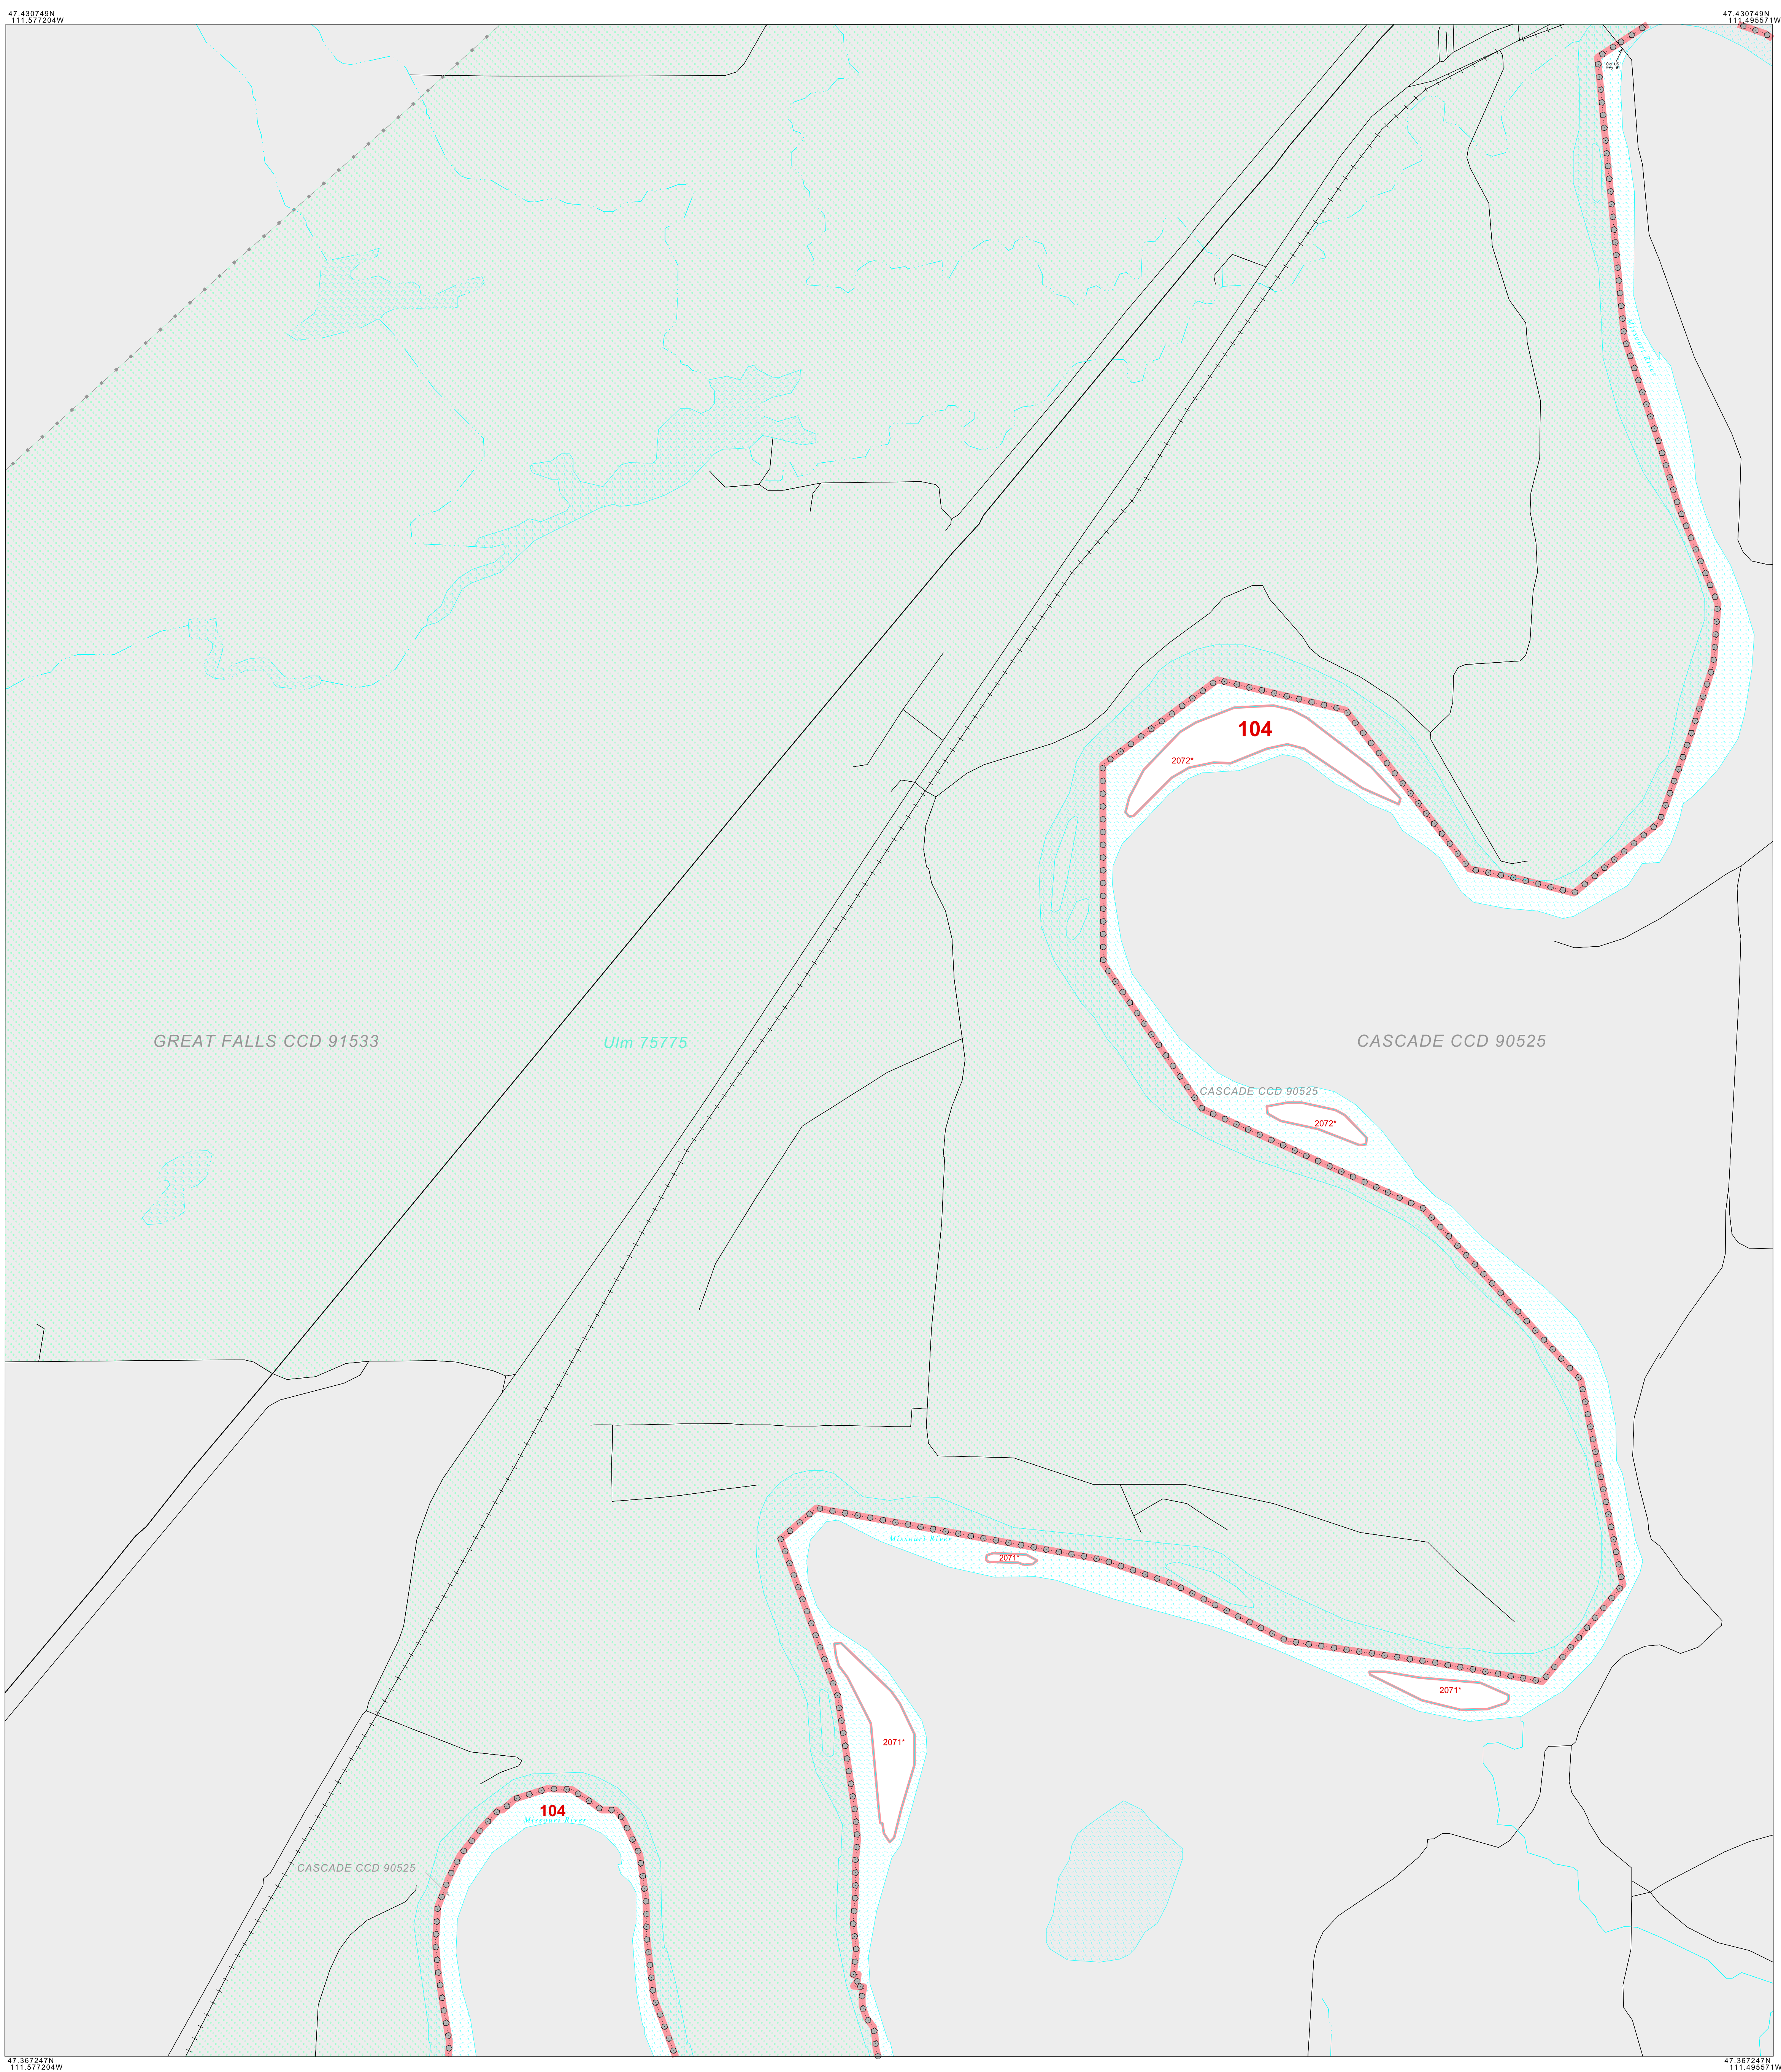 47.430749N
111.577204W
47.430749N
111.495571W
Missouri River
104
2072*
GREAT FALLS CCD 91533
Ulm 75775
CASCADE CCD 90525
CASCADE CCD 90525
2072*
Missouri River
2071*
2071*
2071*
104
Missouri River
CASCADE CCD 90525
47.367247N
111.577204W
47.367247N
111.495571W